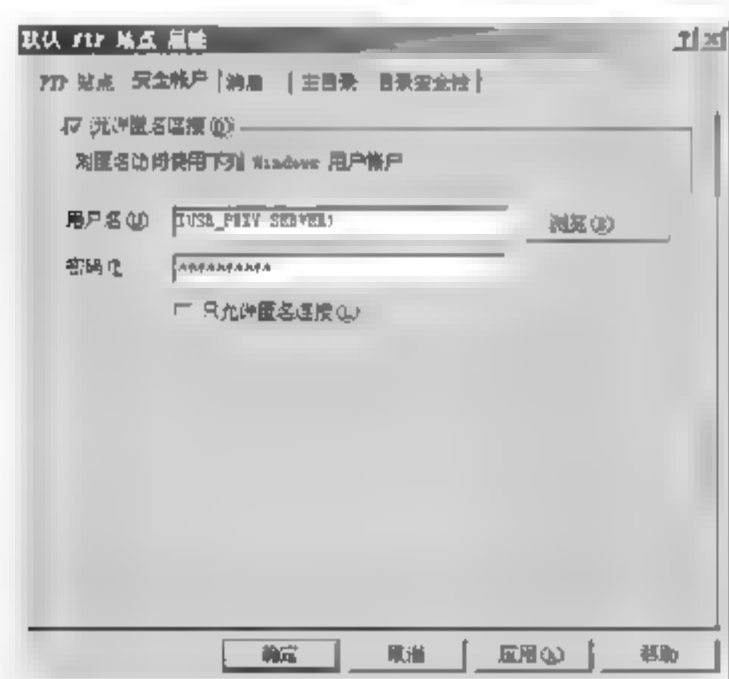 默认 FTP 站点 属性
FTP 站点 安全帐户 消息 主目录 目录安全性
允许匿名连接(O)
对匿名访问使用下列 Windows 用户帐户
用户名(U) 浏览(B)
密码 **********
只允许匿名连接(L)
确定 取消 应用(A) 帮助